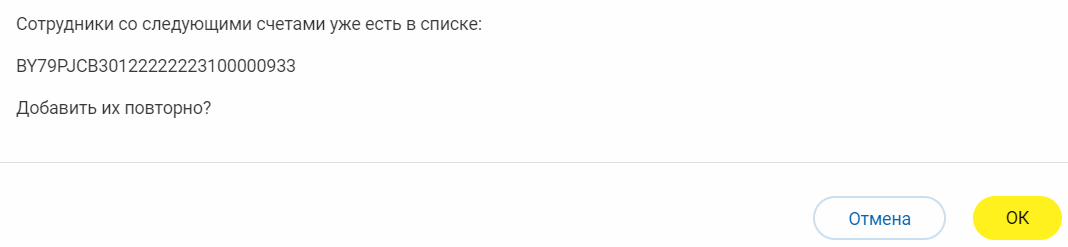 Сотрудники со следующими счетами уже есть в списке:
BY79PJCB30122222223100000933
Добавить их повторно?
Отмена
ОК